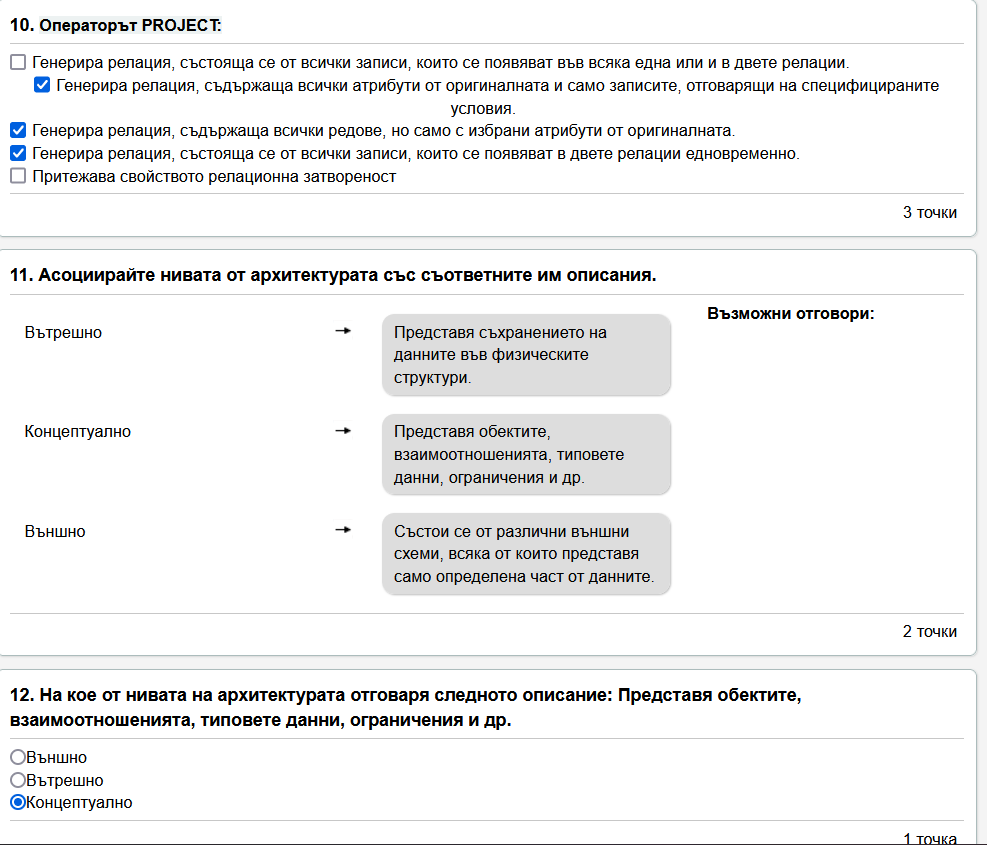 10. Операторът PROJECT:
Генерира релация, състояща се от всички записи, които се появяват във всяка една или и в двете релации.
Генерира релация, съдържаща всички атрибути от оригиналната и само записите, отговарящи на специфицираните
условия.
Генерира релация, съдържаща всички редове, но само с избрани атрибути от оригиналната.
Генерира релация, състояща се от всички записи, които се появяват в двете релации едновременно.
Притежава свойството релационна затвореност
3 точки
11. Асоциирайте нивата от архитектурата със съответните им описания.
Възможни отговори:
Вътрешно
Представя съхранението на
данните във физическите
структури.
Концептуално
Представя обектите,
взаимоотношенията, типовете
данни, ограничения и др.
Външно
Състои се от различни външни
схеми, всяка от които представя
само определена част от данните.
2 точки
12. На кое от нивата на архитектурата отговаря следното описание: Представя обектите,
взаимоотношенията, типовете данни, ограничения и др.
Външно
Вътрешно
Концептуално
1 точка